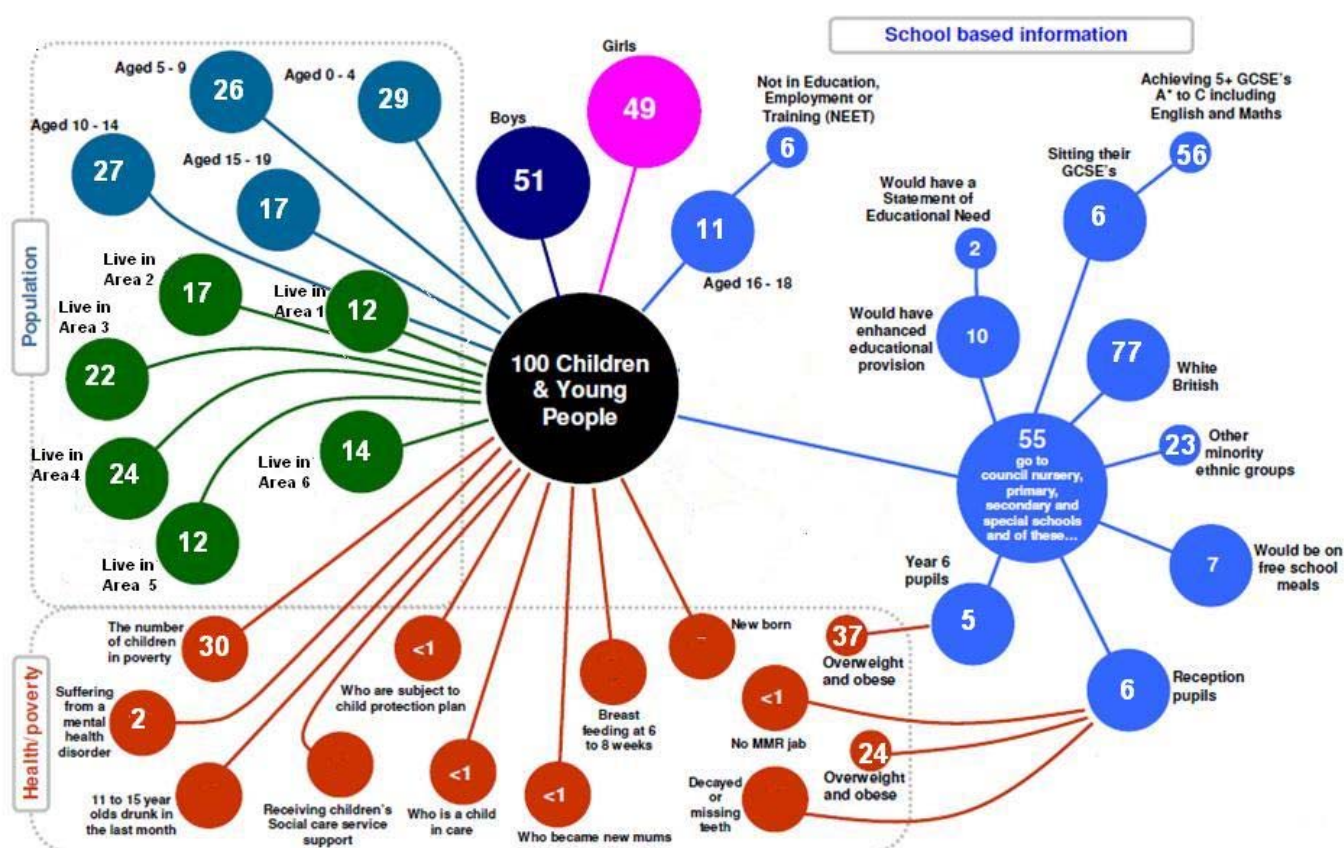 School based information
Girls
Aged 5 - 9
Aged 0 - 4
26
29
49
Boys
51
Not in Education,
Employment or
Training (NEET)
6
11
Aged 16 - 18
Achieving 5+ GCSE's
A* to C including
English and Maths
56
Sitting their
GCSE's
6
Aged 10 - 14
27
Aged 15 - 19
17
Would have a
Statement of
Educational Need
2
Would have
enhanced
educational
provision
10
77
White
British
23
Other
minority
ethnic groups
Population
Live in
Area 2
17
Live in
Area 1
12
Live in
Area 3
22
Live in
Area 4
24
Live in
Area 5
12
Live in
Area 6
14
100 Children
& Young
People
55
go to
council nursery,
primary,
secondary and
special schools
and of these...
7
Would be on
free school
meals
Year 6
pupils
5
6
Reception
pupils
Health/poverty
The number
of children
in poverty
30
Suffering
from a
mental
health
disorder
2
11 to 15 year
olds drunk in
the last month
Receiving children's
Social care service
support
<1
Who are subject to
child protection plan
<1
Who is a child
in care
<1
Who became new mums
Breast
feeding at 6
to 8 weeks
–
New born
37
Overweight
and obese
<1
No MMR jab
24
Overweight
and obese
Decayed
or
missing
teeth